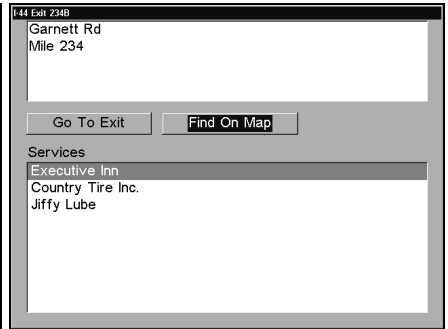 I-44 Exit 234B
Garnett Rd
Mile 234
Go To Exit
Find On Map
Services
Executive Inn
Country Tire Inc.
Jiffy Lube